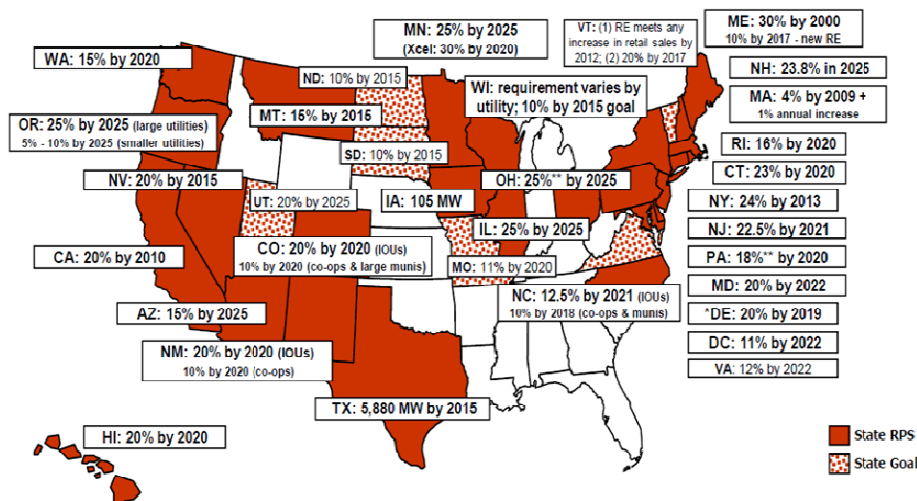 MN: 25% by 2025
(Xcel: 30% by 2020)
VT: (1) RE meets any
increase in retail sales by
2012; (2) 20% by 2017
ME: 30% by 2000
10% by 2017 - new RE
WA: 15% by 2020
ND: 10% by 2015
WI: requirement varies by
utility; 10% by 2015 goal
NH: 23.8% in 2025
MA: 4% by 2009 +
1% annual increase
OR: 25% by 2025 (large utilities)
5% - 10% by 2025 (smaller utilities)
MT: 15% by 2015
SD: 10% by 2015
RI: 16% by 2020
NV: 20% by 2015
OH: 25%** by 2025
CT: 23% by 2020
UT: 20% by 2025
IA: 105 MW
NY: 24% by 2013
IL: 25% by 2025
NJ: 22.5% by 2021
CO: 20% by 2020 (IOUs)
10% by 2020 (co-ops & large munis)
CA: 20% by 2010
MO: 11% by 2020
PA: 18%** by 2020
MD: 20% by 2022
NC: 12.5% by 2021 (IOUs)
10% by 2018 (co-ops & munis)
AZ: 15% by 2025
*DE: 20% by 2019
NM: 20% by 2020 (IOUs)
10% by 2020 (co-ops)
DC: 11% by 2022
VA: 12% by 2022
TX: 5,880 MW by 2015
HI: 20% by 2020
State RPS
State Goal